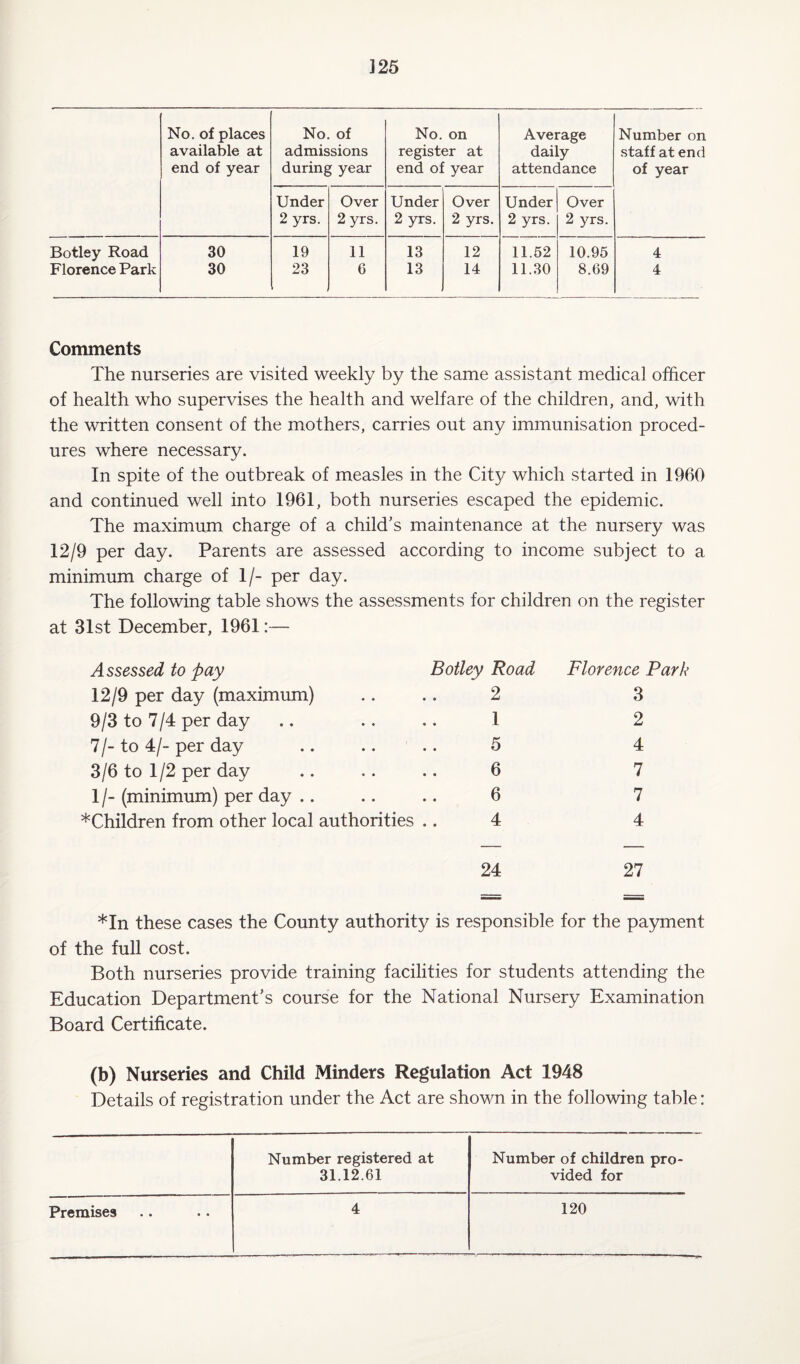 125
No. of places available at end of year | No. of admissions during year | No. on register at end of year | Average daily attendance | Number on staff at end of year
Under 2 yrs. | Over 2 yrs. | Under 2 yrs. | Over 2 yrs. | Under 2 yrs. | Over 2 yrs.
Botley Road | 30 | 19 | 11 | 13 | 12 | 11.52 | 10.95 | 4
Florence Park | 30 | 23 | 6 | 13 | 14 | 11.30 | 8.69 | 4
Comments
The nurseries are visited weekly by the same assistant medical officer
of health who supervises the health and welfare of the children, and, with
the written consent of the mothers, carries out any immunisation proced-
ures where necessary.
In spite of the outbreak of measles in the City which started in 1960
and continued well into 1961, both nurseries escaped the epidemic.
The maximum charge of a child's maintenance at the nursery was
12/9 per day. Parents are assessed according to income subject to a
minimum charge of 1/- per day.
The following table shows the assessments for children on the register
at 31st December, 1961:—
Assessed to pay Botley Road Florence Park
12/9 per day (maximum) .. .. 2 3
9/3 to 7/4 per day .. .. .. 1 2
7/- to 4/- per day .. .. .. 5 4
3/6 to 1/2 per day .. .. .. 6 7
1/- (minimum) per day .. .. .. 6 7
*Children from other local authorities .. 4 4
24 27
*In these cases the County authority is responsible for the payment
of the full cost.
Both nurseries provide training facilities for students attending the
Education Department's course for the National Nursery Examination
Board Certificate.
(b) Nurseries and Child Minders Regulation Act 1948
Details of registration under the Act are shown in the following table:
Number registered at 31.12.61 | Number of children pro-vided for
Premises .. .. 4 120